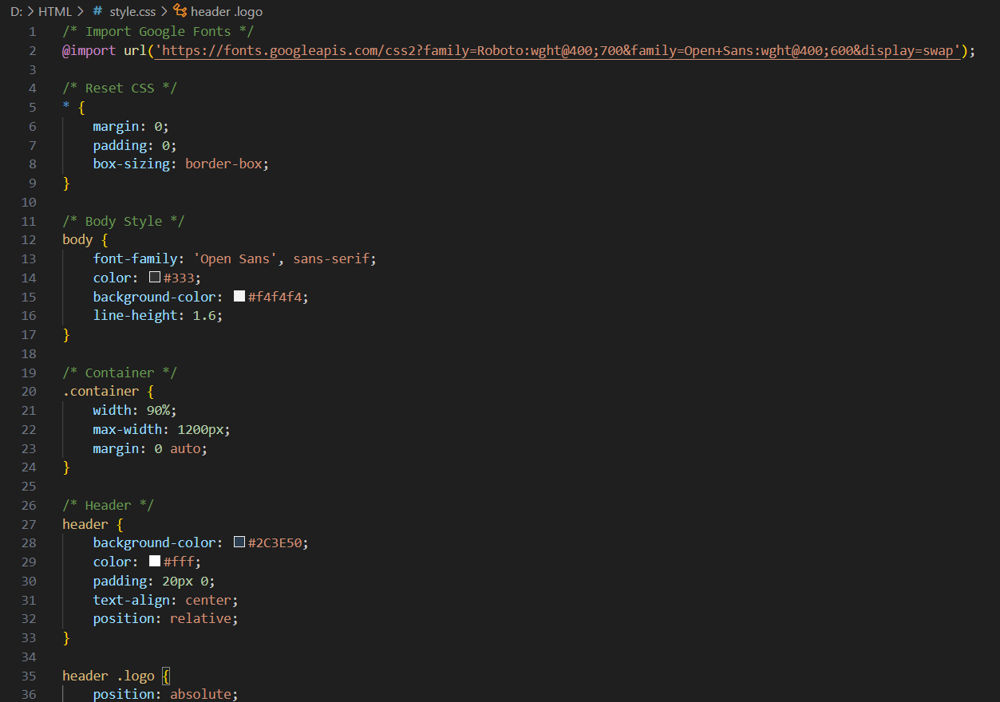 D: > HTML > # style.css > header .logo
1 /* Import Google Fonts */
2 @import url('https://fonts.googleapis.com/css2?family=Roboto:wght@400;700&family=Open+Sans:wght@400;600&display=swap');
3
4 /* Reset CSS */
5 * {
6     margin: 0;
7     padding: 0;
8     box-sizing: border-box;
9 }
10
11 /* Body Style */
12 body {
13     font-family: 'Open Sans', sans-serif;
14     color: #333;
15     background-color: #f4f4f4;
16     line-height: 1.6;
17 }
18
19 /* Container */
20 .container {
21     width: 90%;
22     max-width: 1200px;
23     margin: 0 auto;
24 }
25
26 /* Header */
27 header {
28     background-color: #2C3E50;
29     color: #fff;
30     padding: 20px 0;
31     text-align: center;
32     position: relative;
33 }
34
35 header .logo {
36     position: absolute;